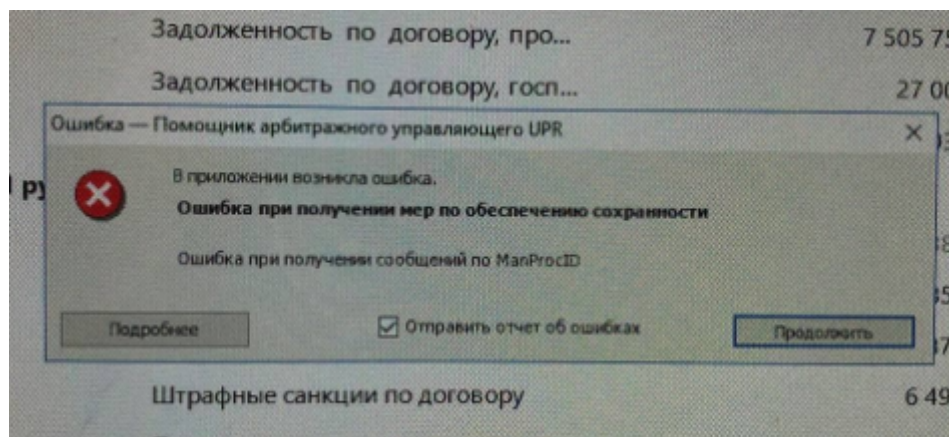 Задолженность по договору, про...
7 505 75
Задолженность по договору, госп...
27 00
Ошибка — Помощник арбитражного управляющего UPR
В приложении возникла ошибка.
Ошибка при получении мер по обеспечению сохранности
Ошибка при получении сообщений по ManProcID
Подробнее
Отправить отчет об ошибках
Продолжить
Штрафные санкции по договору
6 49